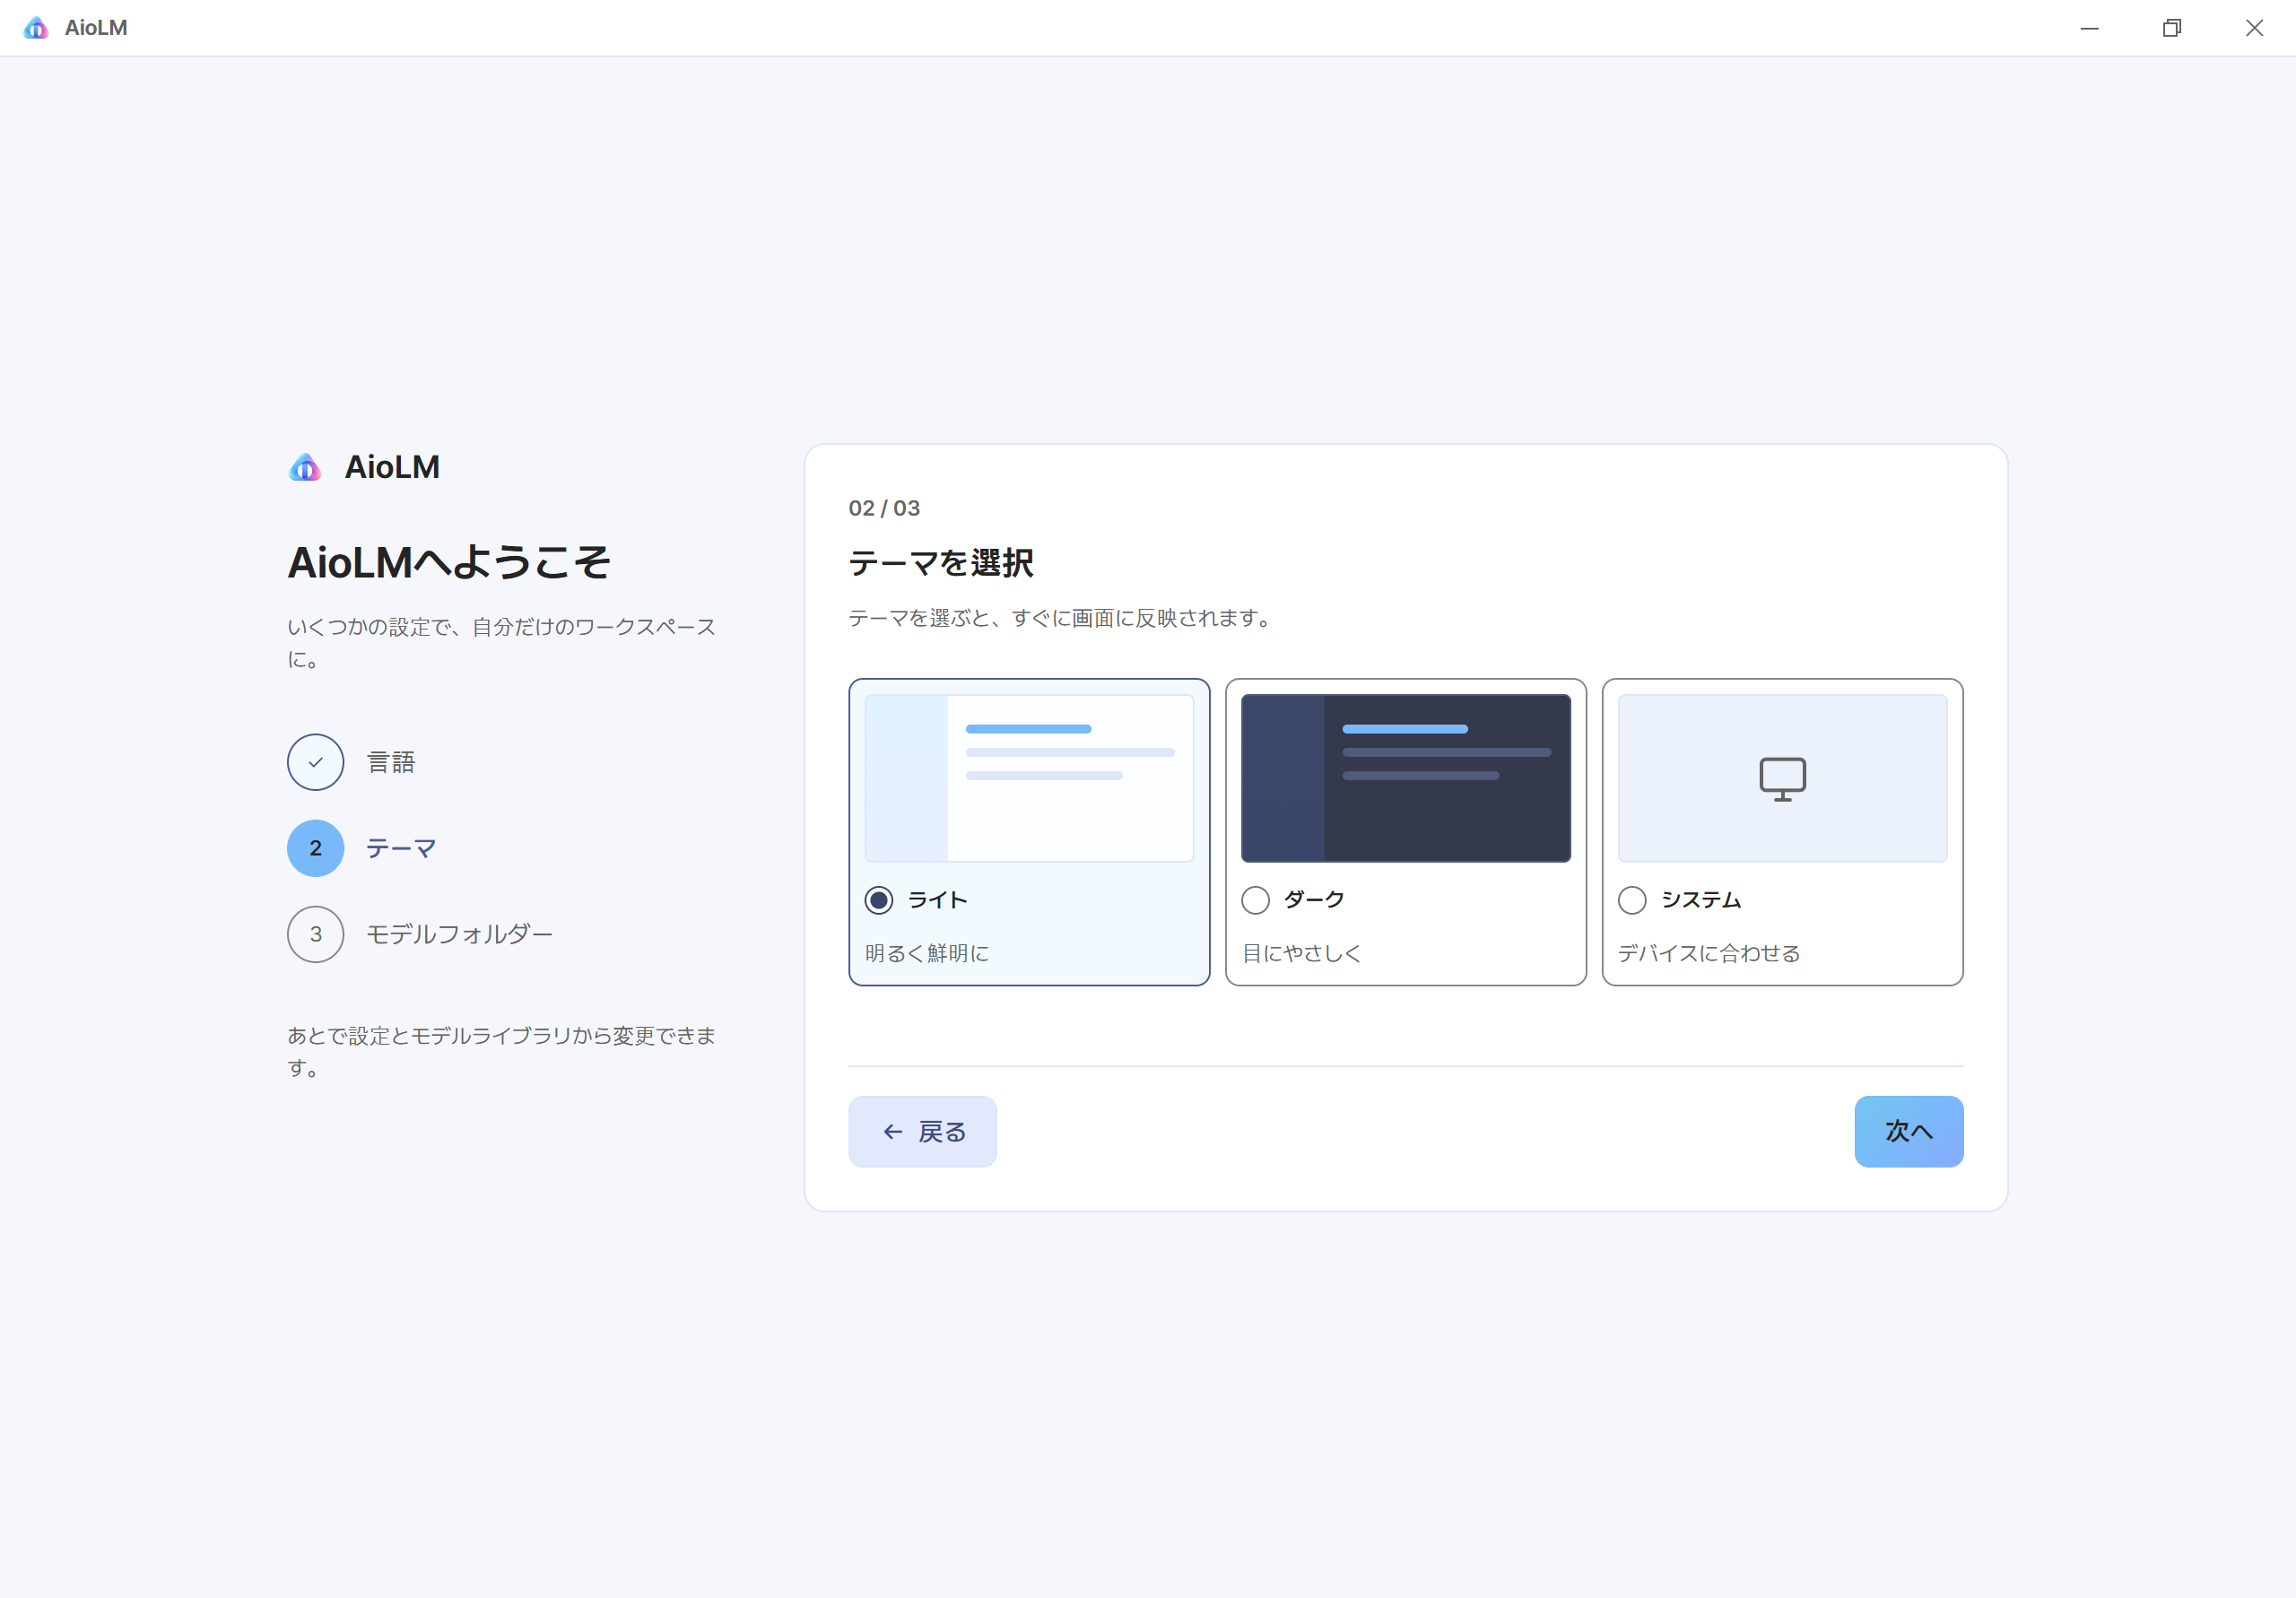 AioLM
AioLM
AioLMへようこそ
いくつかの設定で、自分だけのワークスペース
に。
言語
2 テーマ
3 モデルフォルダー
あとで設定とモデルライブラリから変更できま
す。
02 / 03
テーマを選択
テーマを選ぶと、すぐに画面に反映されます。
ライト
明るく鮮明に
ダーク
目にやさしく
システム
デバイスに合わせる
← 戻る
次へ